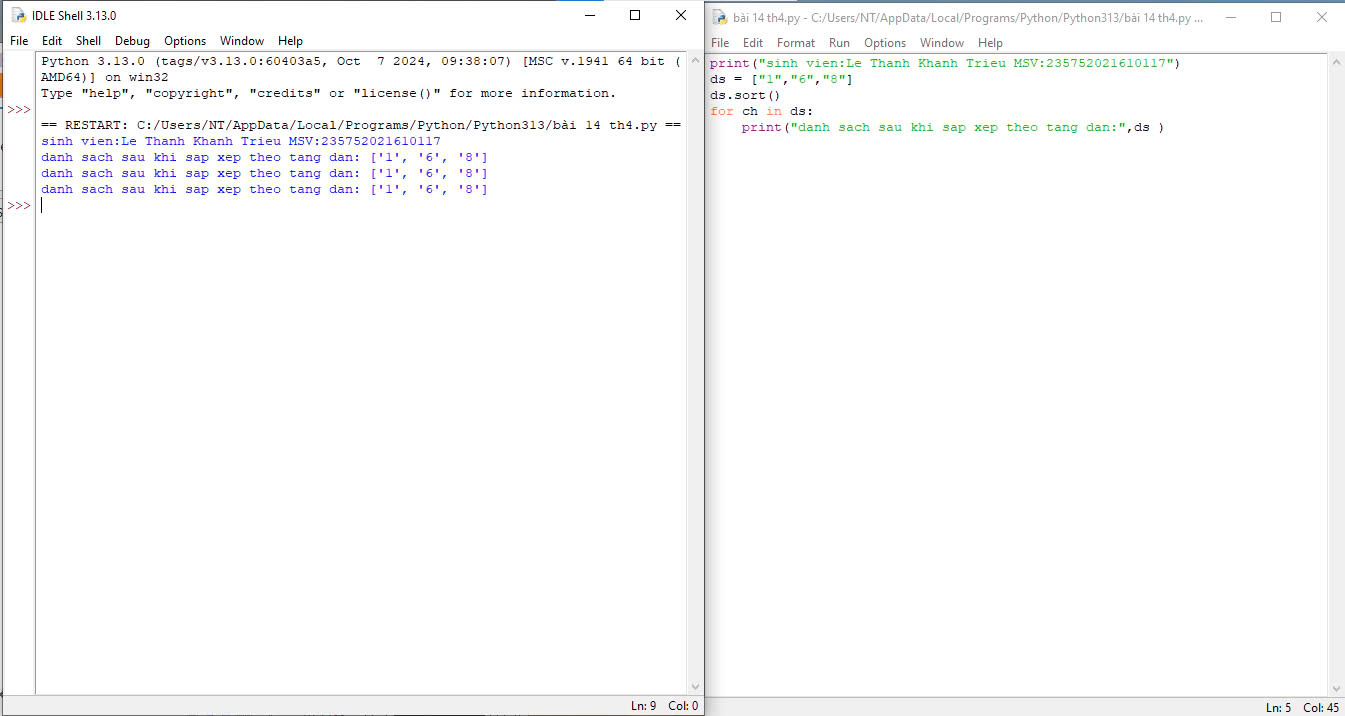 IDLE Shell 3.13.0
File Edit Shell Debug Options Window Help
Python 3.13.0 (tags/v3.13.0:60403a5, Oct  7 2024, 09:38:07) [MSC v.1941 64 bit (
AMD64)] on win32
Type "help", "copyright", "credits" or "license()" for more information.
>>>
== RESTART: C:/Users/NT/AppData/Local/Programs/Python/Python313/bài 14 th4.py ==
sinh vien:Le Thanh Khanh Trieu MSV:235752021610117
danh sach sau khi sap xep theo tang dan: ['1', '6', '8']
danh sach sau khi sap xep theo tang dan: ['1', '6', '8']
danh sach sau khi sap xep theo tang dan: ['1', '6', '8']
>>>
Ln: 9 Col: 0
bài 14 th4.py - C:/Users/NT/AppData/Local/Programs/Python/Python313/bài 14 th4.py ...
File Edit Format Run Options Window Help
print("sinh vien:Le Thanh Khanh Trieu MSV:235752021610117")
ds = ["1","6","8"]
ds.sort()
for ch in ds:
    print("danh sach sau khi sap xep theo tang dan:",ds )
Ln: 5 Col: 45